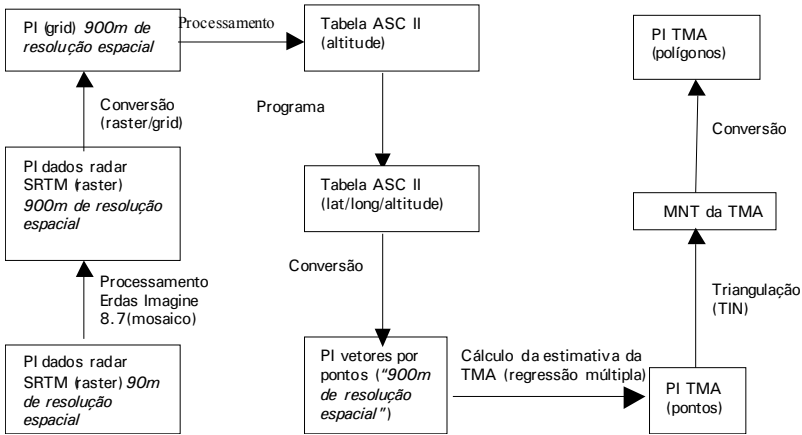 PI (grid) 900m de
resolução espacial
Processamento
Tabela ASC II
(altitude)
PI TMA
(polígonos)
Conversão
(raster/grid)
Programa
Conversão
PI dados radar
SRTM (raster)
900m de resolução
espacial
Tabela ASC II
(lat/long/altitude)
MNT da TMA
Processamento
Erdas Imagine
8.7(mosaico)
Conversão
Triangulação
(TIN)
PI dados radar
SRTM (raster) 90m
de resolução
espacial
PI vetores por
pontos (“900m
de resolução
espacial”)
Cálculo da estimativa da
TMA (regressão múltipla)
PI TMA
(pontos)